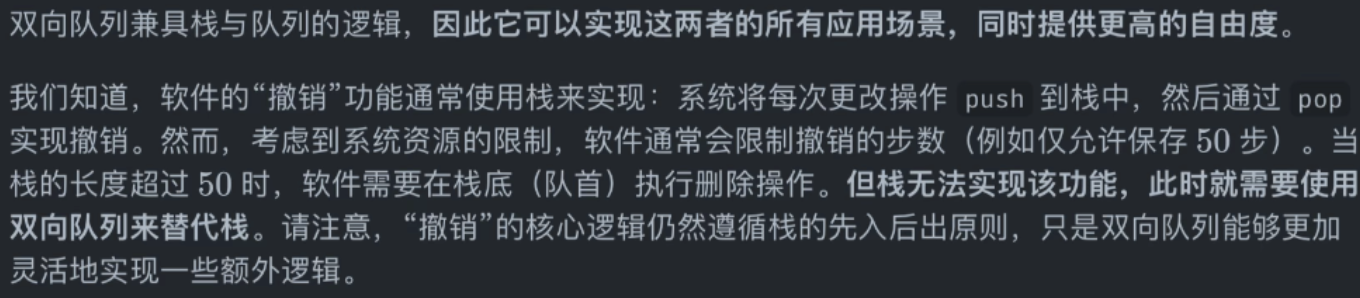 双向队列兼具栈与队列的逻辑，因此它可以实现这两者的所有应用场景，同时提供更高的自由度。
我们知道，软件的“撤销”功能通常使用栈来实现：系统将每次更改操作 push 到栈中，然后通过 pop
实现撤销。然而，考虑到系统资源的限制，软件通常会限制撤销的步数（例如仅允许保存 50 步）。当
栈的长度超过 50 时，软件需要在栈底（队首）执行删除操作。但栈无法实现该功能，此时就需要使用
双向队列来替代栈。请注意，“撤销”的核心逻辑仍然遵循栈的先入后出原则，只是双向队列能够更加
灵活地实现一些额外逻辑。